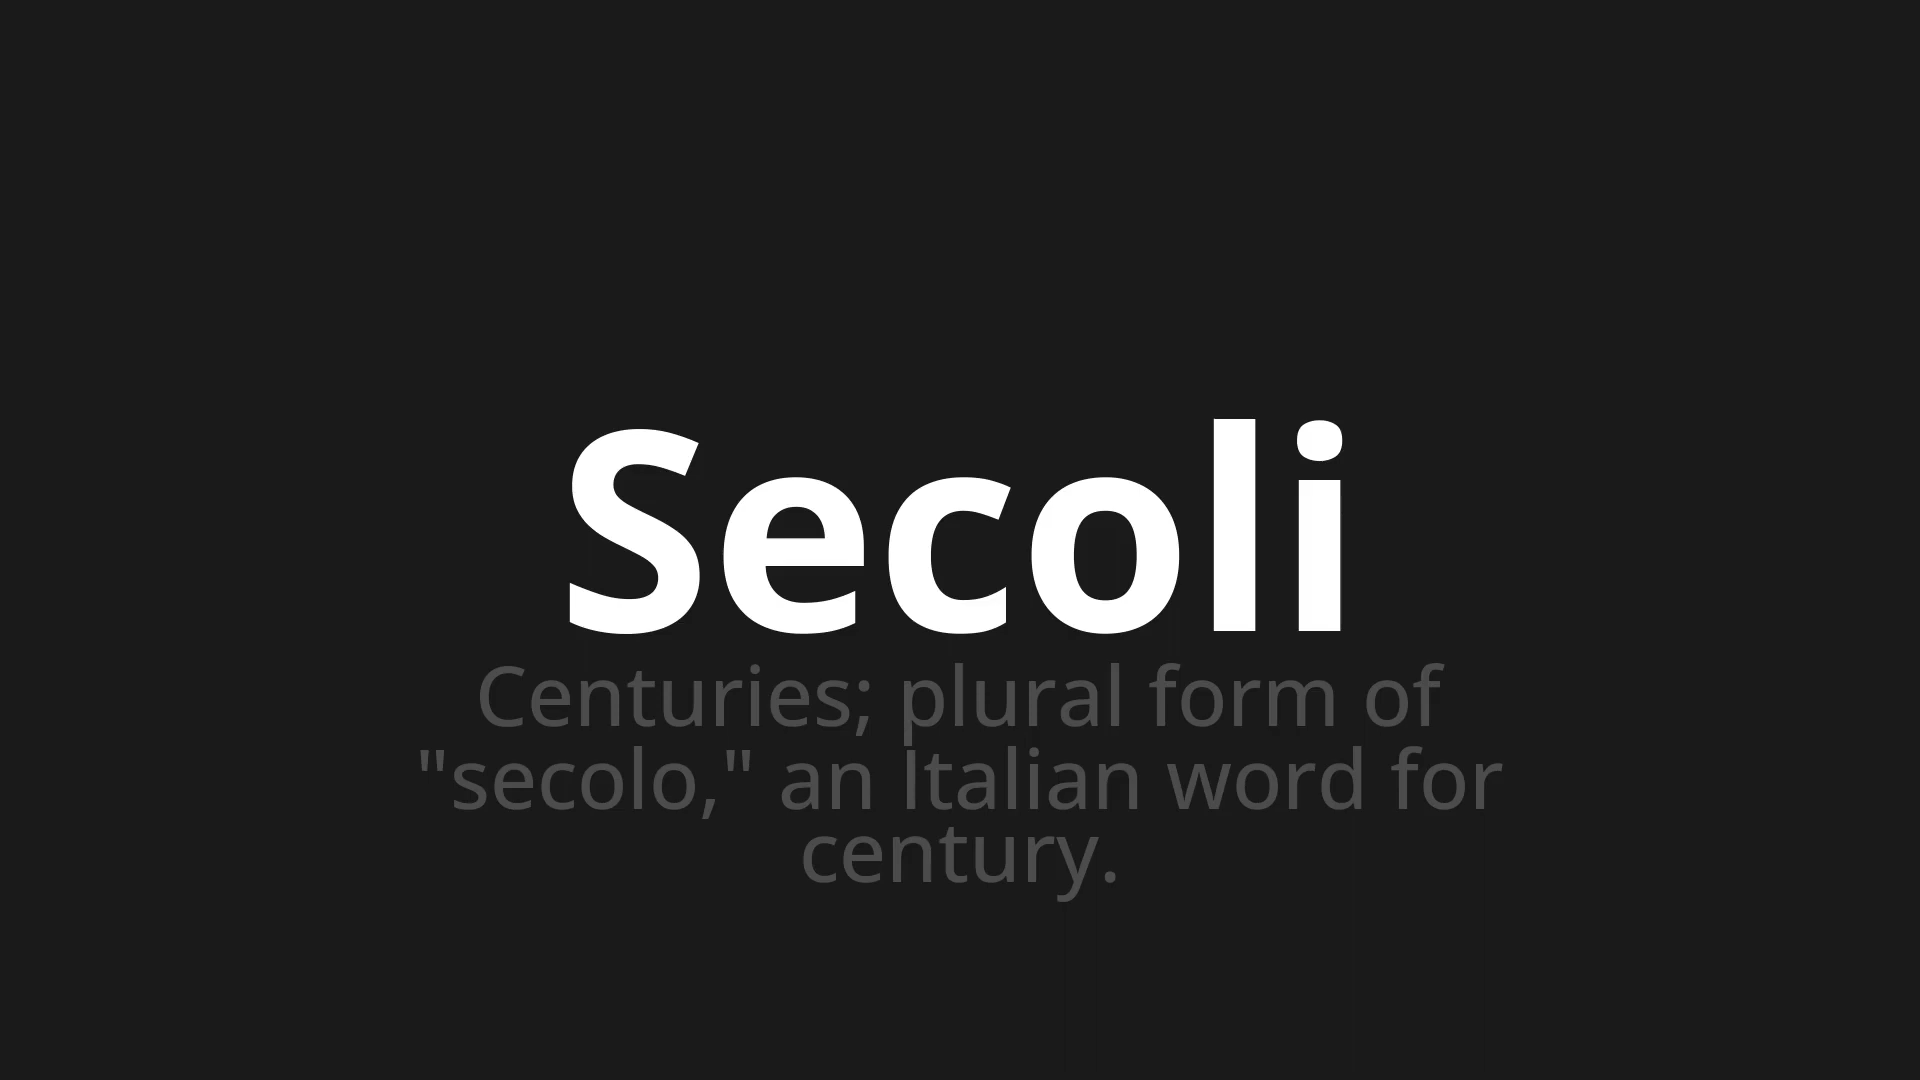 Secoli
Centuries; plural form of
"secolo," an Italian word for
century.